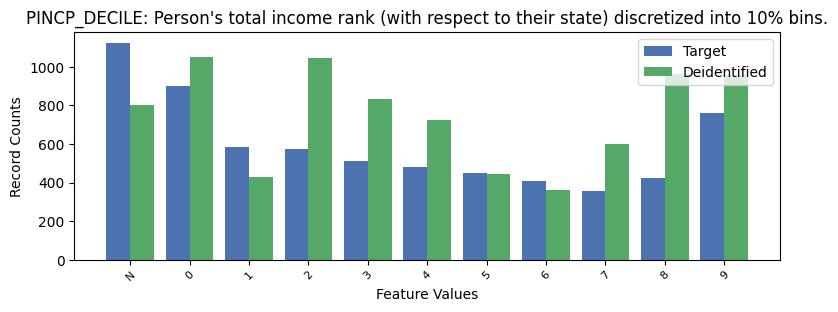 PINCP_DECILE: Person's total income rank (with respect to their state) discretized into 10% bins.
Target
Deidentified
Record Counts
1000
800
600
400
200
0
N 0 1 2 3 4 5 6 7 8 9
Feature Values